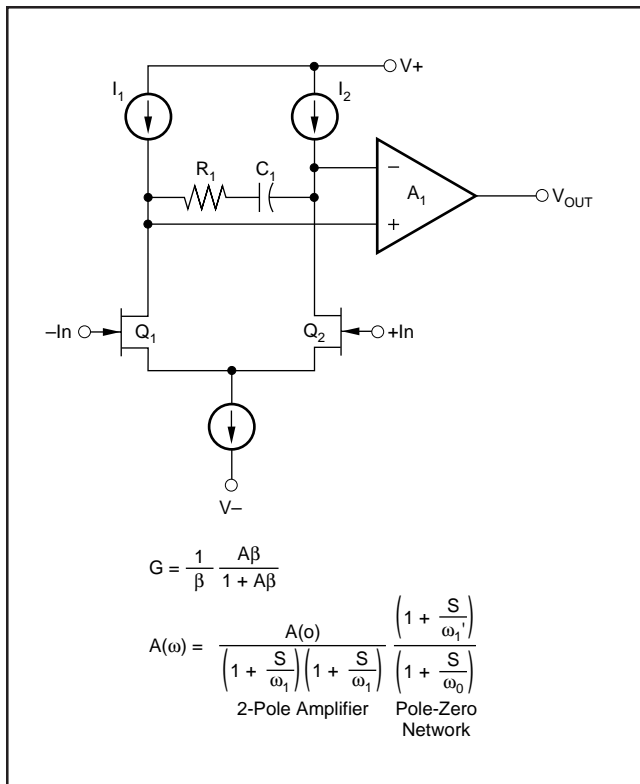 V+
I1 I2
R1 C1
−
A1
+
VOUT
–In Q1 Q2 +In
V–
G = 1/β Aβ/(1 + Aβ)
A(ω) = A(o)/((1 + S/ω1)(1 + S/ω1)) (1 + S/ω1')/(1 + S/ω0)
2-Pole Amplifier Pole-Zero
Network